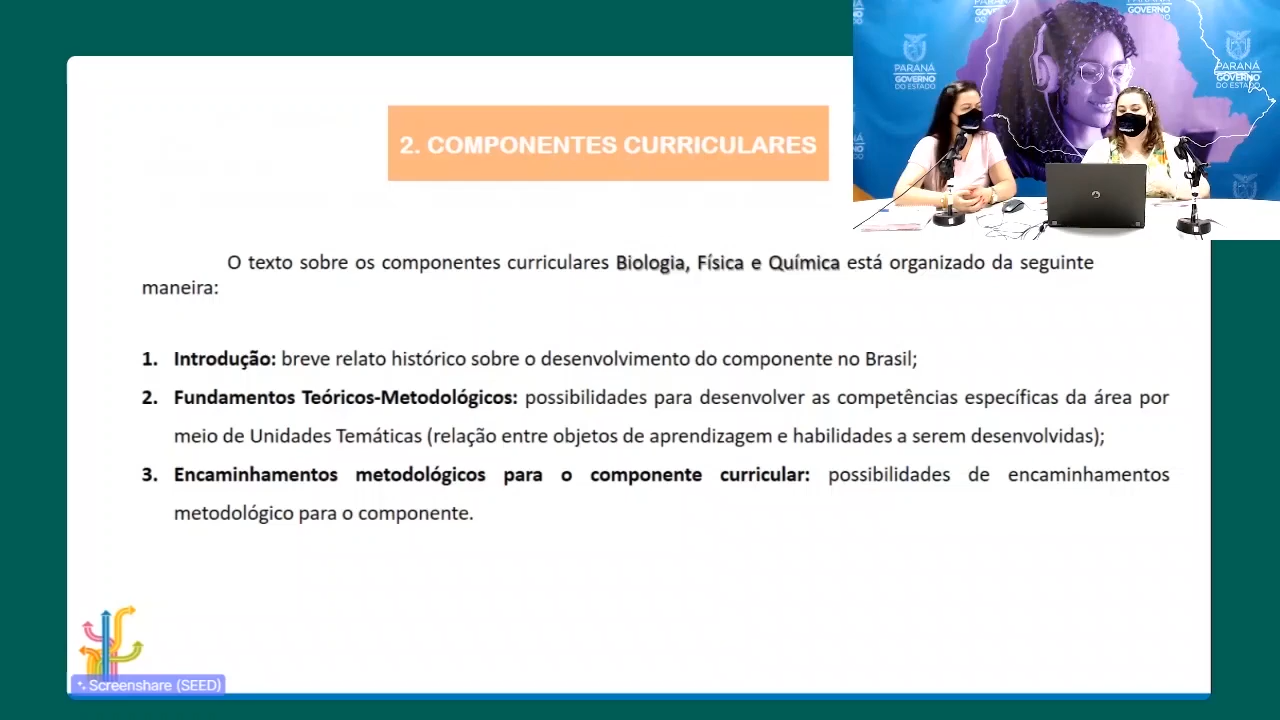 GOVERNO
GOVERNO
PARANÁ
GOVERNO
DO ESTADO
PARANÁ
GOVERNO
DO ESTADO
2. COMPONENTES CURRICULARES
O texto sobre os componentes curriculares Biologia, Física e Química está organizado da seguinte
maneira:
1. Introdução: breve relato histórico sobre o desenvolvimento do componente no Brasil;
2. Fundamentos Teóricos-Metodológicos: possibilidades para desenvolver as competências específicas da área por
meio de Unidades Temáticas (relação entre objetos de aprendizagem e habilidades a serem desenvolvidas);
3. Encaminhamentos metodológicos para o componente curricular: possibilidades de encaminhamentos
metodológico para o componente.
Screenshare (SEED)